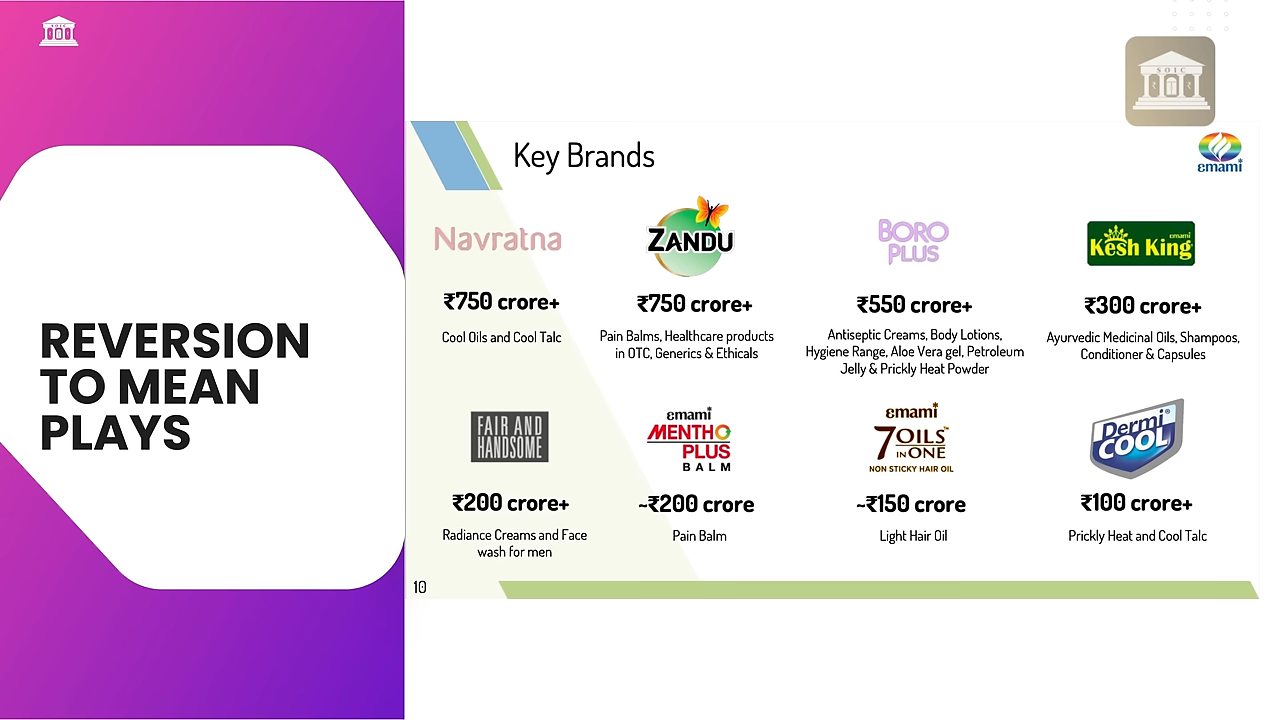 SOIC
SOIC
REVERSION
TO MEAN
PLAYS
Key Brands
emami
Navratna
₹750 crore+
Cool Oils and Cool Talc
ZANDU
₹750 crore+
Pain Balms, Healthcare products
in OTC, Generics & Ethicals
BORO
PLUS
₹550 crore+
Antiseptic Creams, Body Lotions,
Hygiene Range, Aloe Vera gel, Petroleum
Jelly & Prickly Heat Powder
emami
Kesh King
₹300 crore+
Ayurvedic Medicinal Oils, Shampoos,
Conditioner & Capsules
FAIR AND
HANDSOME
₹200 crore+
Radiance Creams and Face
wash for men
emami
MENTHO
PLUS
BALM
~₹200 crore
Pain Balm
emami
7 OILS™
IN ONE
NON STICKY HAIR OIL
~₹150 crore
Light Hair Oil
Dermi®
COOL
₹100 crore+
Prickly Heat and Cool Talc
10